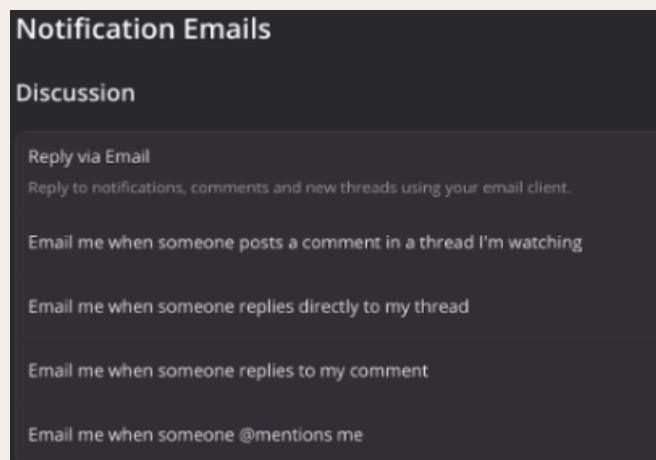 Notification Emails
Discussion
Reply via Email
Reply to notifications, comments and new threads using your email client.
Email me when someone posts a comment in a thread I'm watching
Email me when someone replies directly to my thread
Email me when someone replies to my comment
Email me when someone @mentions me